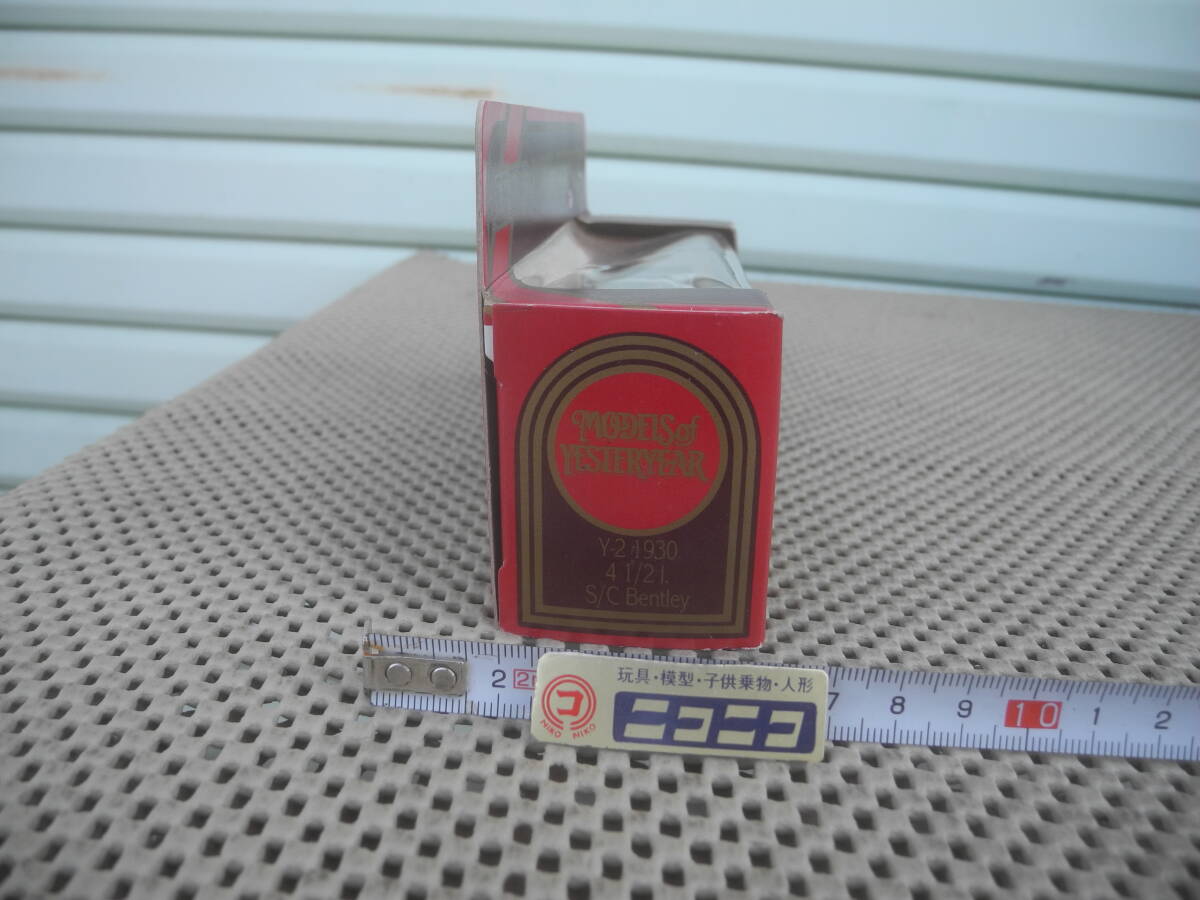 MODELS of
YESTERYEAR
Y-2 1930
4 1/2 l.
S/C Bentley
2
玩具・模型・子供乗物・人形
コ
NIKO NIKO
ニコニコ
7 8 9 10 1 2